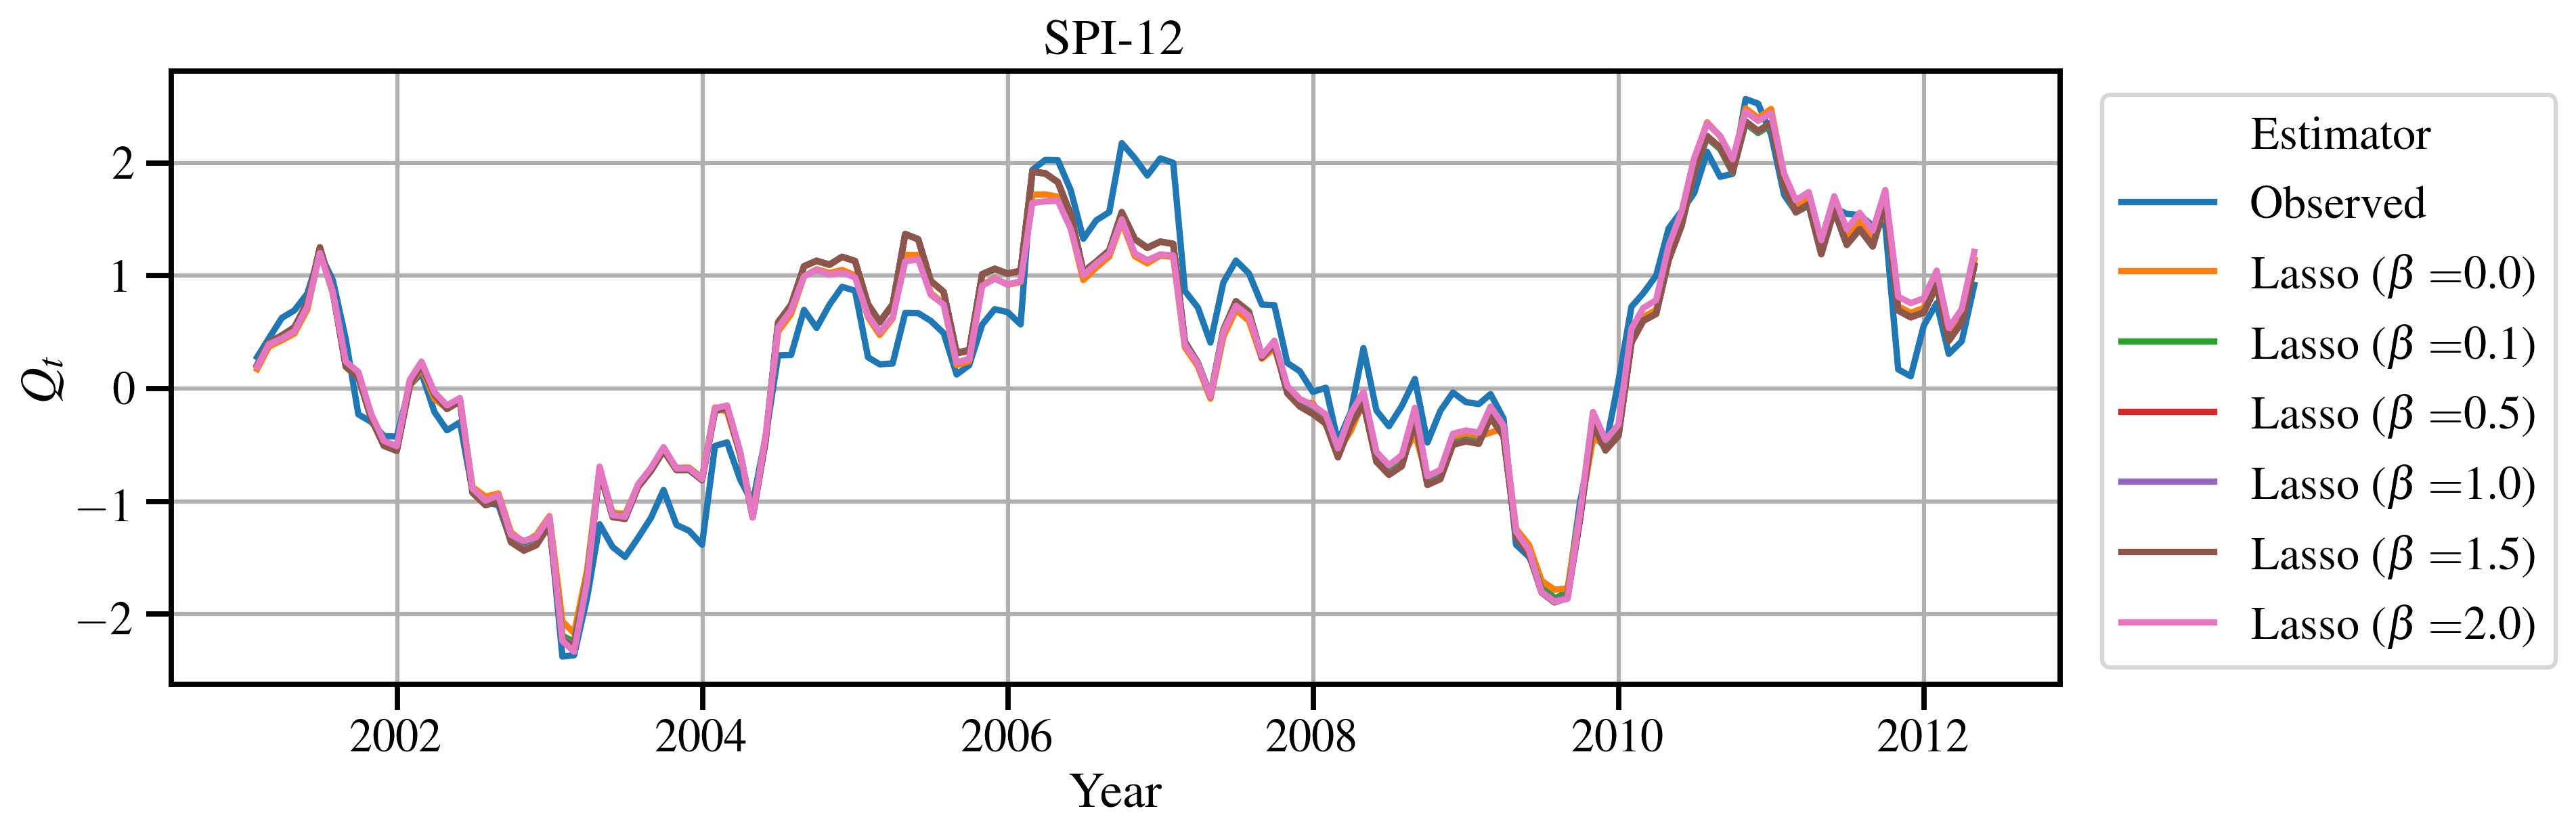 SPI-12
2
1
0
−1
−2
Q_t
2002 2004 2006 2008 2010 2012
Year
Estimator
Observed
Lasso (β =0.0)
Lasso (β =0.1)
Lasso (β =0.5)
Lasso (β =1.0)
Lasso (β =1.5)
Lasso (β =2.0)